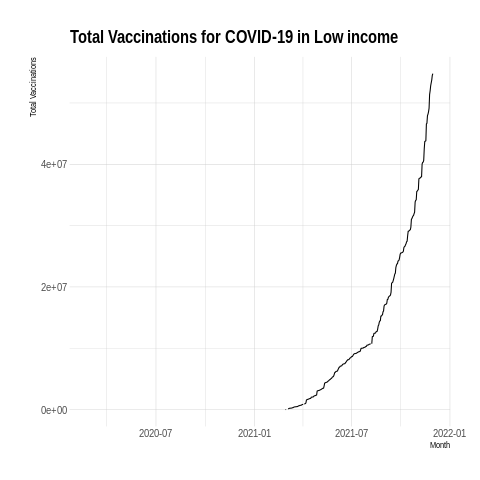 Total Vaccinations for COVID-19 in Low income
Total Vaccinations
4e+07
2e+07
0e+00
2020-07 2021-01 2021-07 2022-01
Month